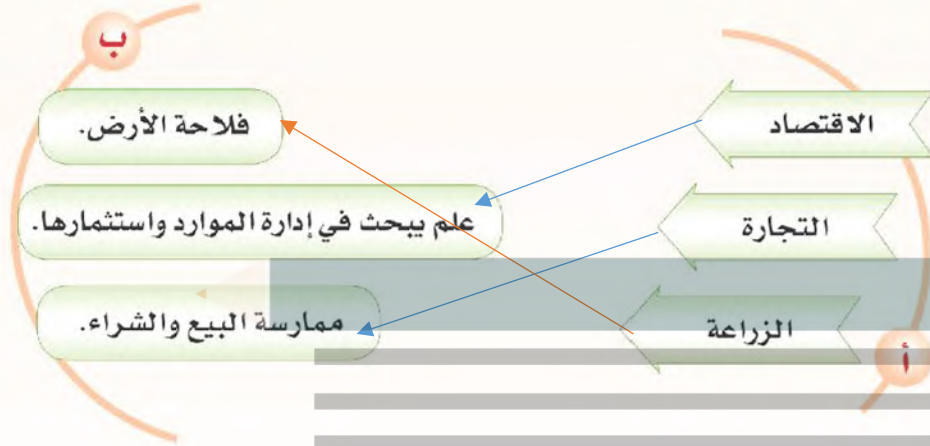 أ
ب
الاقتصاد
فلاحة الأرض.
التجارة
علم يبحث في إدارة الموارد واستثمارها.
الزراعة
ممارسة البيع والشراء.